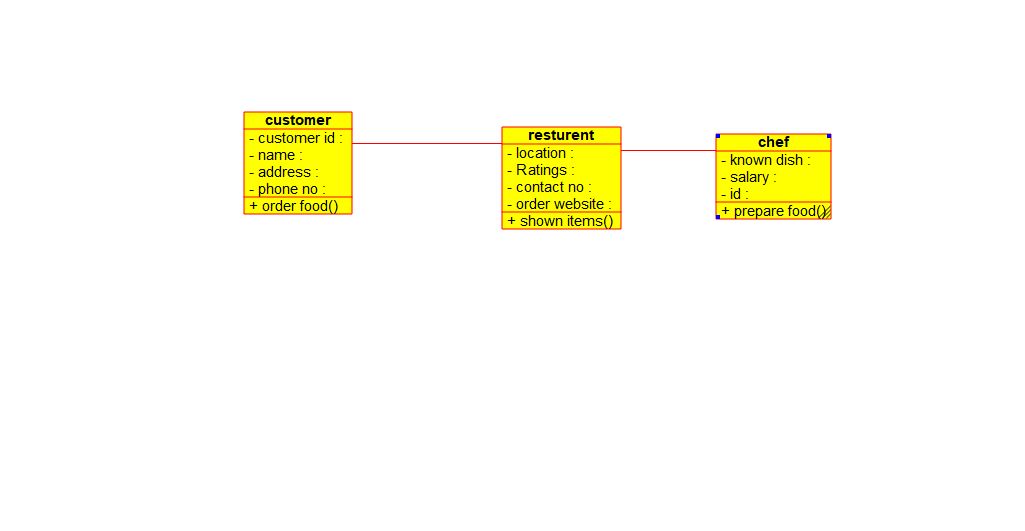 customer
- customer id :
- name :
- address :
- phone no :
+ order food()
resturent
- location :
- Ratings :
- contact no :
- order website :
+ shown items()
chef
- known dish :
- salary :
- id :
+ prepare food()